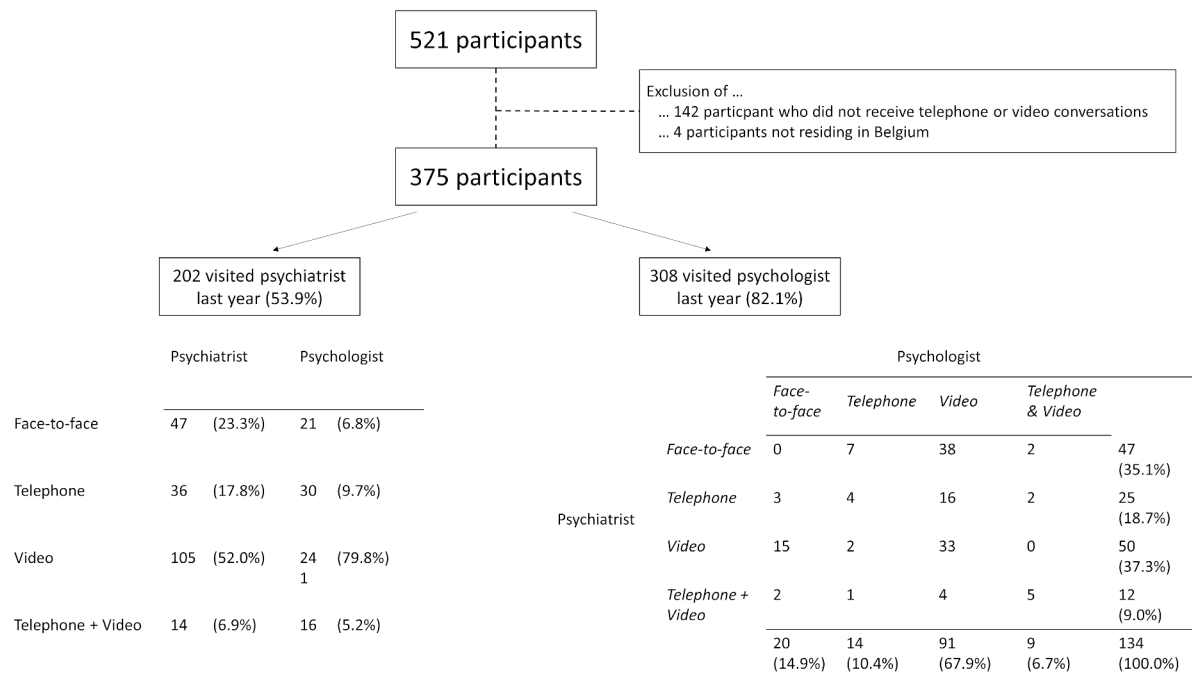 521 participants
Exclusion of ...
... 142 particpant who did not receive telephone or video conversations
... 4 participants not residing in Belgium
375 participants
202 visited psychiatrist
last year (53.9%)
308 visited psychologist
last year (82.1%)
Psychiatrist Psychologist
Face-to-face 47 (23.3%) 21 (6.8%)
Telephone 36 (17.8%) 30 (9.7%)
Video 105 (52.0%) 24 (79.8%)
1
Telephone + Video 14 (6.9%) 16 (5.2%)
Psychologist
Face- Telephone Video Telephone
to-face & Video
Face-to-face 0 7 38 2 47
(35.1%)
Telephone 3 4 16 2 25
(18.7%)
Psychiatrist
Video 15 2 33 0 50
(37.3%)
Telephone + 2 1 4 5 12
Video (9.0%)
20 14 91 9 134
(14.9%) (10.4%) (67.9%) (6.7%) (100.0%)